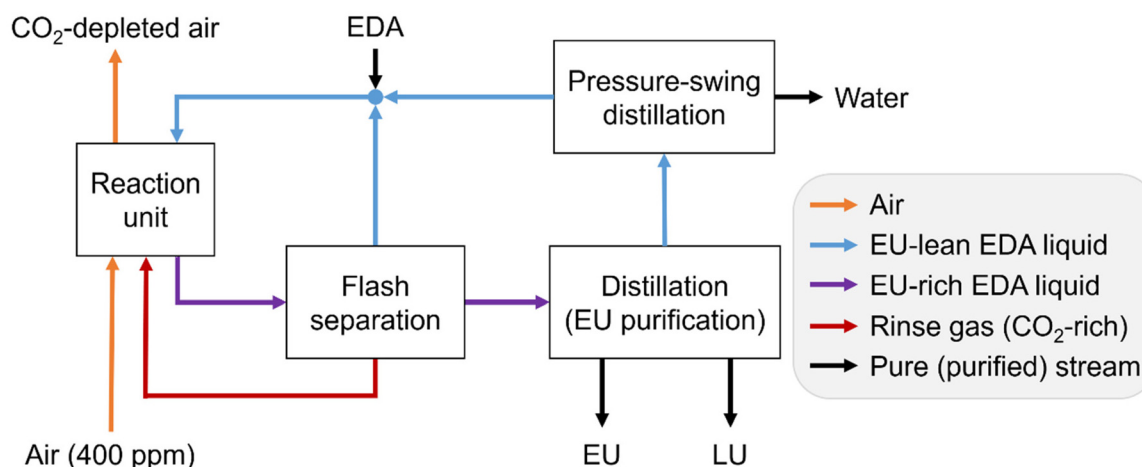 CO₂-depleted air
EDA
Pressure-swing
distillation
Water
Reaction
unit
Flash
separation
Distillation
(EU purification)
Air (400 ppm)
EU
LU
Air
EU-lean EDA liquid
EU-rich EDA liquid
Rinse gas (CO₂-rich)
Pure (purified) stream